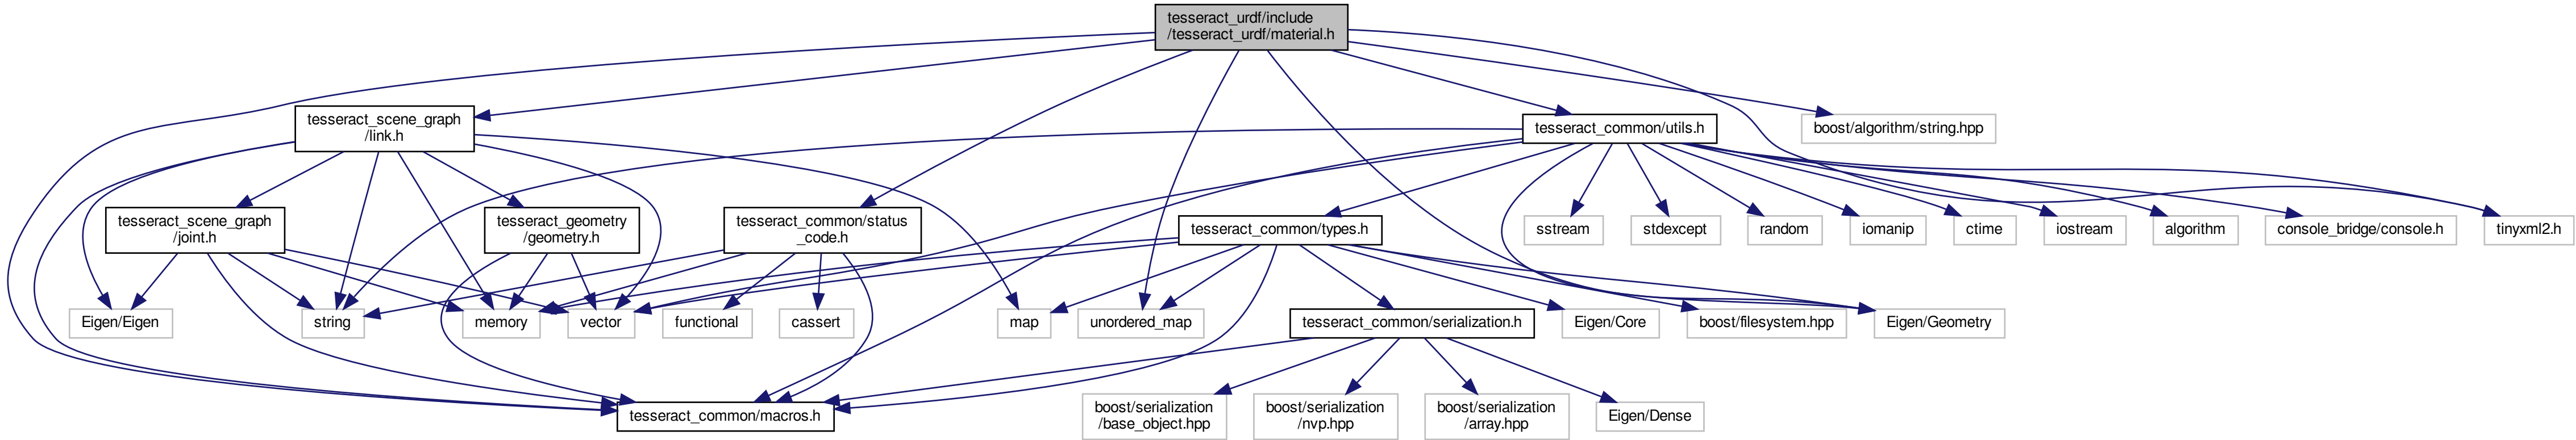 tesseract_urdf/include
/tesseract_urdf/material.h
tesseract_scene_graph
/link.h
tesseract_common/utils.h
boost/algorithm/string.hpp
tesseract_scene_graph
/joint.h
tesseract_geometry
/geometry.h
tesseract_common/status
_code.h
tesseract_common/types.h
sstream
stdexcept
random
iomanip
ctime
iostream
algorithm
console_bridge/console.h
tinyxml2.h
Eigen/Eigen
string
memory
vector
functional
cassert
map
unordered_map
tesseract_common/serialization.h
Eigen/Core
boost/filesystem.hpp
Eigen/Geometry
tesseract_common/macros.h
boost/serialization
/base_object.hpp
boost/serialization
/nvp.hpp
boost/serialization
/array.hpp
Eigen/Dense